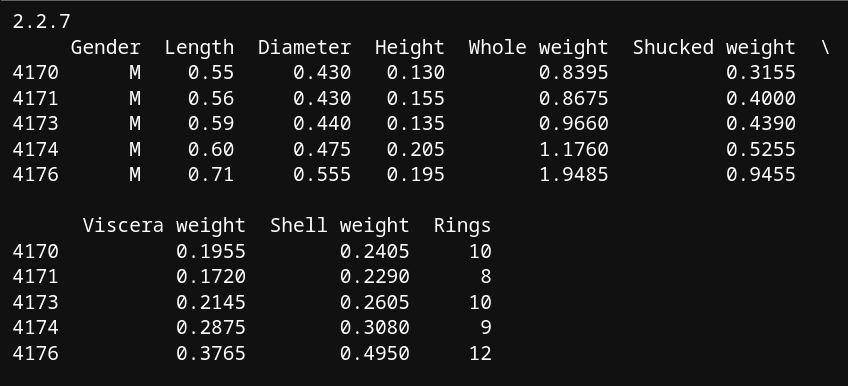 2.2.7
     Gender  Length  Diameter  Height  Whole weight  Shucked weight  \
4170      M    0.55     0.430   0.130        0.8395          0.3155
4171      M    0.56     0.430   0.155        0.8675          0.4000
4173      M    0.59     0.440   0.135        0.9660          0.4390
4174      M    0.60     0.475   0.205        1.1760          0.5255
4176      M    0.71     0.555   0.195        1.9485          0.9455

      Viscera weight  Shell weight  Rings
4170          0.1955        0.2405     10
4171          0.1720        0.2290      8
4173          0.2145        0.2605     10
4174          0.2875        0.3080      9
4176          0.3765        0.4950     12